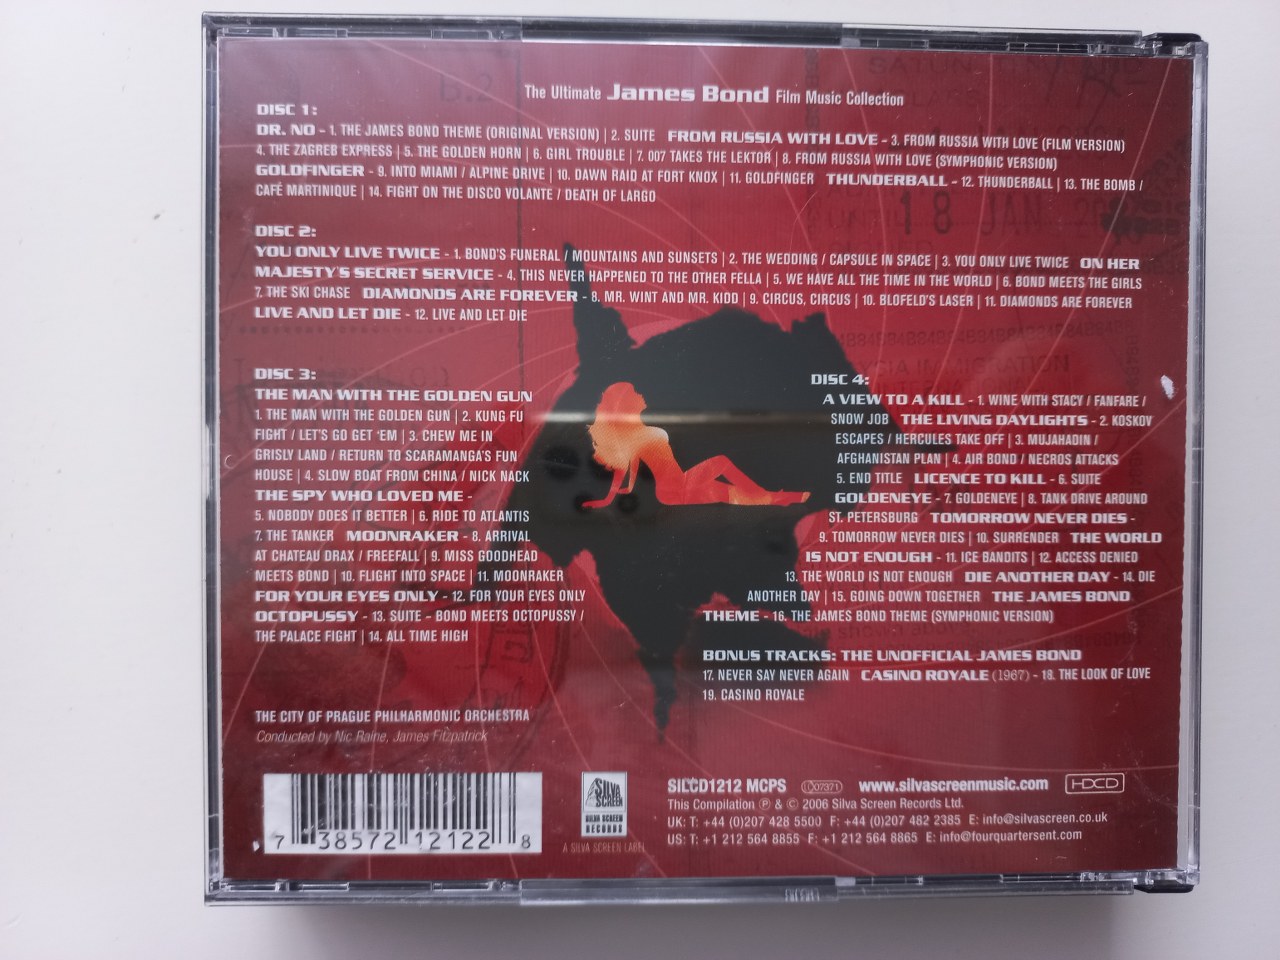 The Ultimate James Bond Film Music Collection
DISC 1:
DR. NO - 1. THE JAMES BOND THEME (ORIGINAL VERSION) | 2. SUITE FROM RUSSIA WITH LOVE - 3. FROM RUSSIA WITH LOVE (FILM VERSION)
4. THE ZAGREB EXPRESS | 5. THE GOLDEN HORN | 6. GIRL TROUBLE | 7. 007 TAKES THE LEKTOR | 8. FROM RUSSIA WITH LOVE (SYMPHONIC VERSION)
GOLDFINGER - 9. INTO MIAMI / ALPINE DRIVE | 10. DAWN RAID AT FORT KNOX | 11. GOLDFINGER THUNDERBALL - 12. THUNDERBALL | 13. THE BOMB /
CAFÉ MARTINIQUE | 14. FIGHT ON THE DISCO VOLANTE / DEATH OF LARGO
DISC 2:
YOU ONLY LIVE TWICE - 1. BOND'S FUNERAL / MOUNTAINS AND SUNSETS | 2. THE WEDDING / CAPSULE IN SPACE | 3. YOU ONLY LIVE TWICE ON HER
MAJESTY'S SECRET SERVICE - 4. THIS NEVER HAPPENED TO THE OTHER FELLA | 5. WE HAVE ALL THE TIME IN THE WORLD | 6. BOND MEETS THE GIRLS
7. THE SKI CHASE DIAMONDS ARE FOREVER - 8. MR. WINT AND MR. KIDD | 9. CIRCUS, CIRCUS | 10. BLOFELD'S LASER | 11. DIAMONDS ARE FOREVER
LIVE AND LET DIE - 12. LIVE AND LET DIE
DISC 3:
THE MAN WITH THE GOLDEN GUN
1. THE MAN WITH THE GOLDEN GUN | 2. KUNG FU
FIGHT / LET'S GO GET 'EM | 3. CHEW ME IN
GRISLY LAND / RETURN TO SCARAMANGA'S FUN
HOUSE | 4. SLOW BOAT FROM CHINA / NICK NACK
THE SPY WHO LOVED ME -
5. NOBODY DOES IT BETTER | 6. RIDE TO ATLANTIS
7. THE TANKER MOONRAKER - 8. ARRIVAL
AT CHATEAU DRAX / FREEFALL | 9. MISS GOODHEAD
MEETS BOND | 10. FLIGHT INTO SPACE | 11. MOONRAKER
FOR YOUR EYES ONLY - 12. FOR YOUR EYES ONLY
OCTOPUSSY - 13. SUITE - BOND MEETS OCTOPUSSY /
THE PALACE FIGHT | 14. ALL TIME HIGH
DISC 4:
A VIEW TO A KILL - 1. WINE WITH STACY / FANFARE /
SNOW JOB THE LIVING DAYLIGHTS - 2. KOSKOV
ESCAPES / HERCULES TAKE OFF | 3. MUJAHADIN /
AFGHANISTAN PLAN | 4. AIR BOND / NECROS ATTACKS
5. END TITLE LICENCE TO KILL - 6. SUITE
GOLDENEYE - 7. GOLDENEYE | 8. TANK DRIVE AROUND
ST. PETERSBURG TOMORROW NEVER DIES -
9. TOMORROW NEVER DIES | 10. SURRENDER THE WORLD
IS NOT ENOUGH - 11. ICE BANDITS | 12. ACCESS DENIED
13. THE WORLD IS NOT ENOUGH DIE ANOTHER DAY - 14. DIE
ANOTHER DAY | 15. GOING DOWN TOGETHER THE JAMES BOND
THEME - 16. THE JAMES BOND THEME (SYMPHONIC VERSION)
BONUS TRACKS: THE UNOFFICIAL JAMES BOND
17. NEVER SAY NEVER AGAIN CASINO ROYALE (1967) - 18. THE LOOK OF LOVE
19. CASINO ROYALE
THE CITY OF PRAGUE PHILHARMONIC ORCHESTRA
Conducted by Nic Raine, James Fitzpatrick
7 38572 12122 8
SILVA SCREEN
SILVA SCREEN RECORDS
A SILVA SCREEN LABEL
SILCD1212 MCPS LC07371 www.silvascreenmusic.com HDCD
This Compilation ℗ & © 2006 Silva Screen Records Ltd.
UK: T: +44 (0)207 428 5500 F: +44 (0)207 482 2385 E: info@silvascreen.co.uk
US: T: +1 212 564 8855 F: +1 212 564 8865 E: info@fourquartersent.com
18 JAN